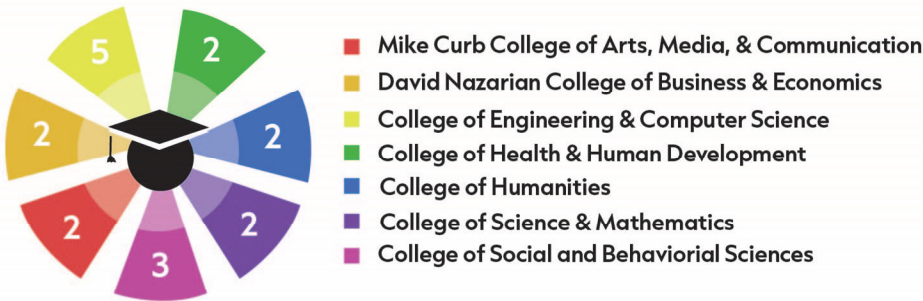 5
2
2
2
2
2
3
Mike Curb College of Arts, Media, & Communication
David Nazarian College of Business & Economics
College of Engineering & Computer Science
College of Health & Human Development
College of Humanities
College of Science & Mathematics
College of Social and Behaviorial Sciences